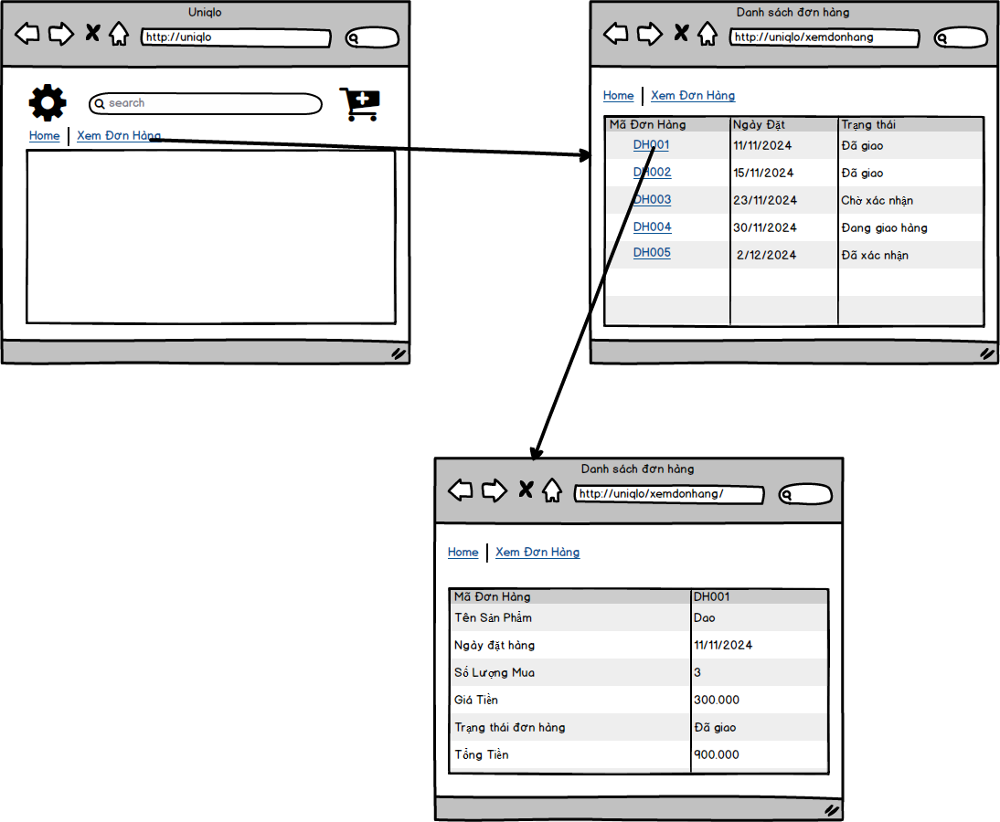 Uniqlo
http://uniqlo
search
Home
Xem Đơn Hàng
Danh sách đơn hàng
http://uniqlo/xemdonhang
Home
Xem Đơn Hàng
Mã Đơn Hàng Ngày Đặt Trạng thái
DH001 11/11/2024 Đã giao
DH002 15/11/2024 Đã giao
DH003 23/11/2024 Chờ xác nhận
DH004 30/11/2024 Đang giao hàng
DH005 2/12/2024 Đã xác nhận
Danh sách đơn hàng
http://uniqlo/xemdonhang/
Home
Xem Đơn Hàng
Mã Đơn Hàng DH001
Tên Sản Phẩm Dao
Ngày đặt hàng 11/11/2024
Số Lượng Mua 3
Giá Tiền 300.000
Trạng thái đơn hàng Đã giao
Tổng Tiền 900.000